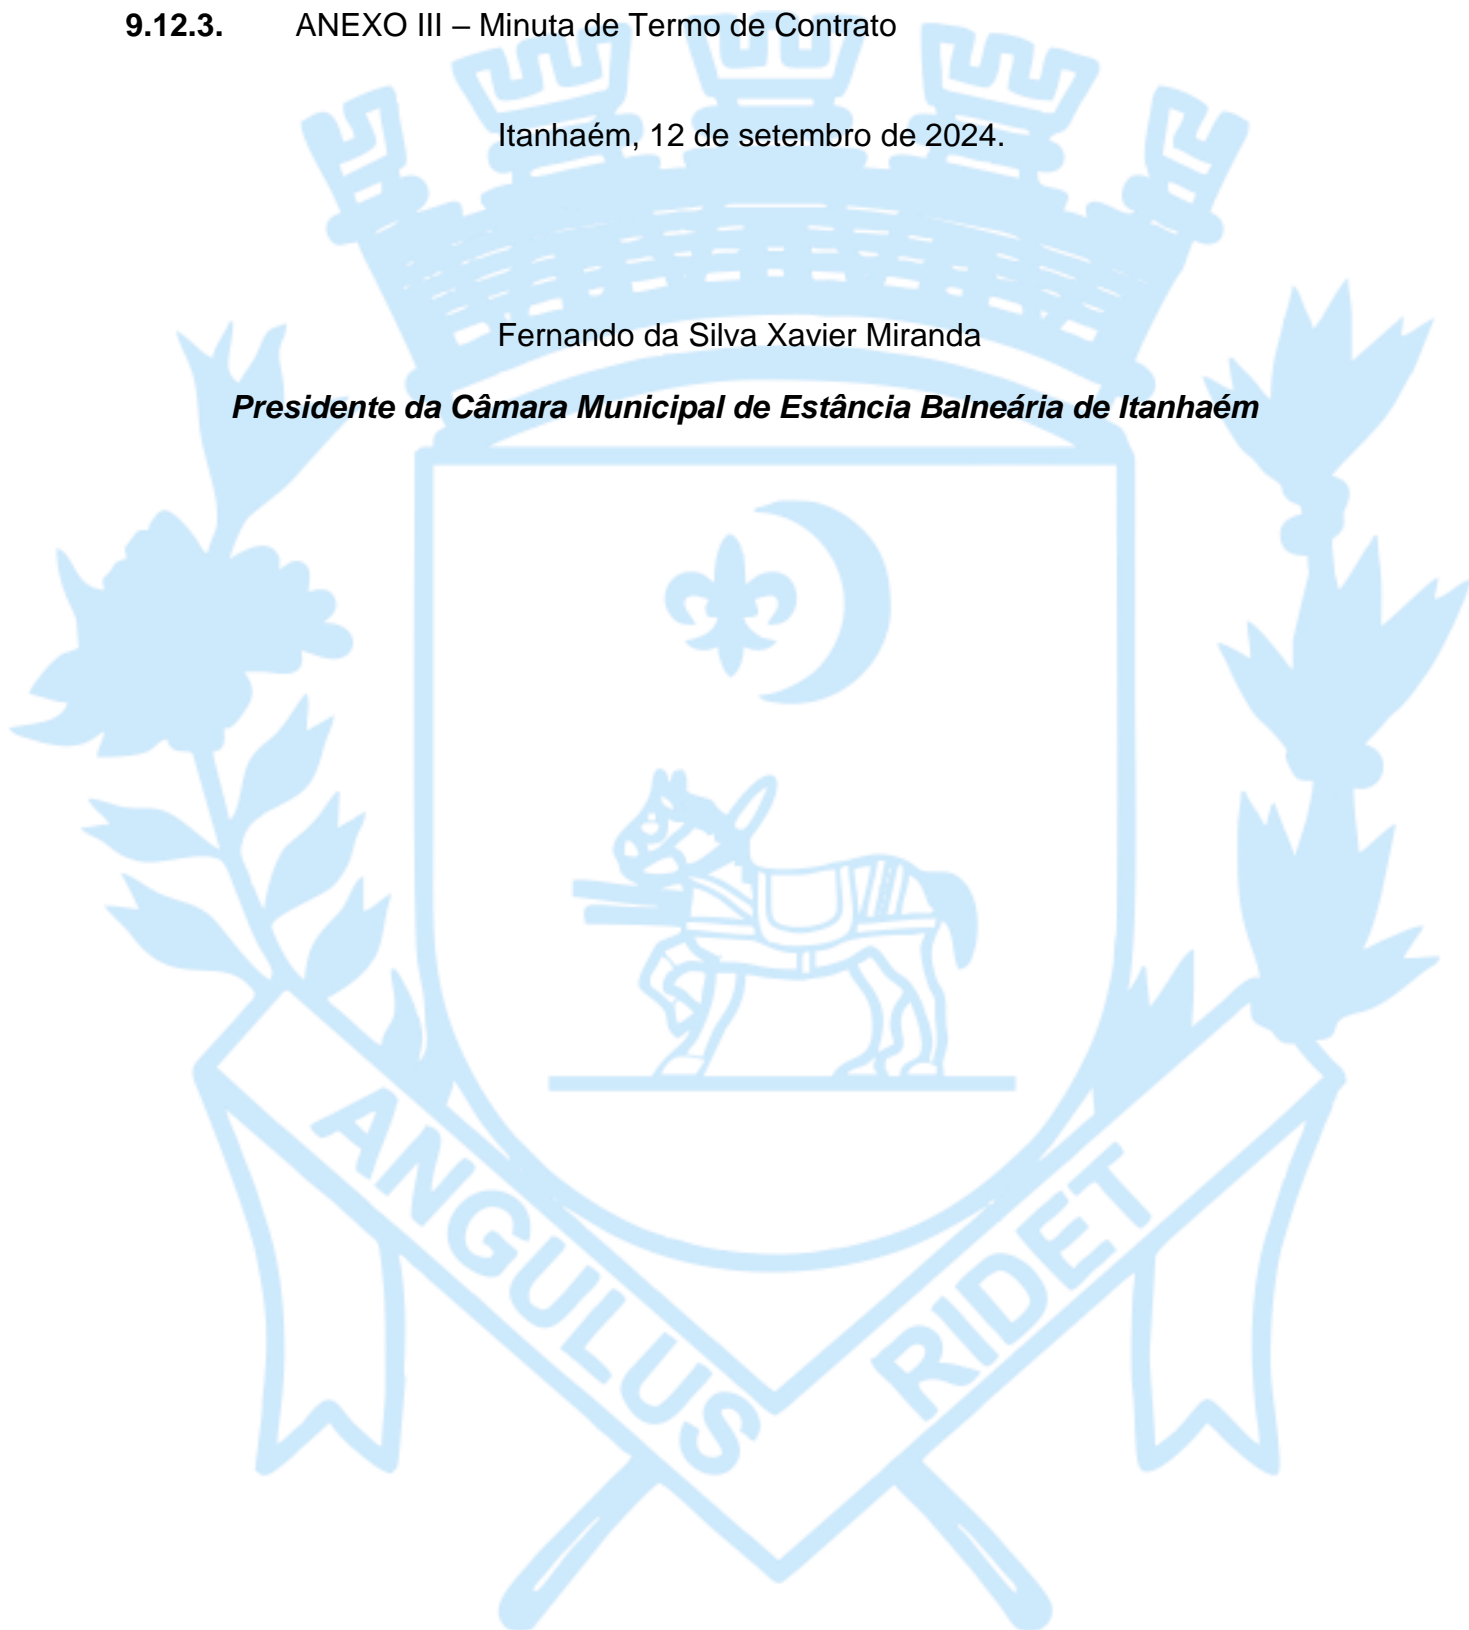 9.12.3. ANEXO III – Minuta de Termo de Contrato
Itanhaém, 12 de setembro de 2024.
Fernando da Silva Xavier Miranda
Presidente da Câmara Municipal de Estância Balneária de Itanhaém
ANGULUS RIDET